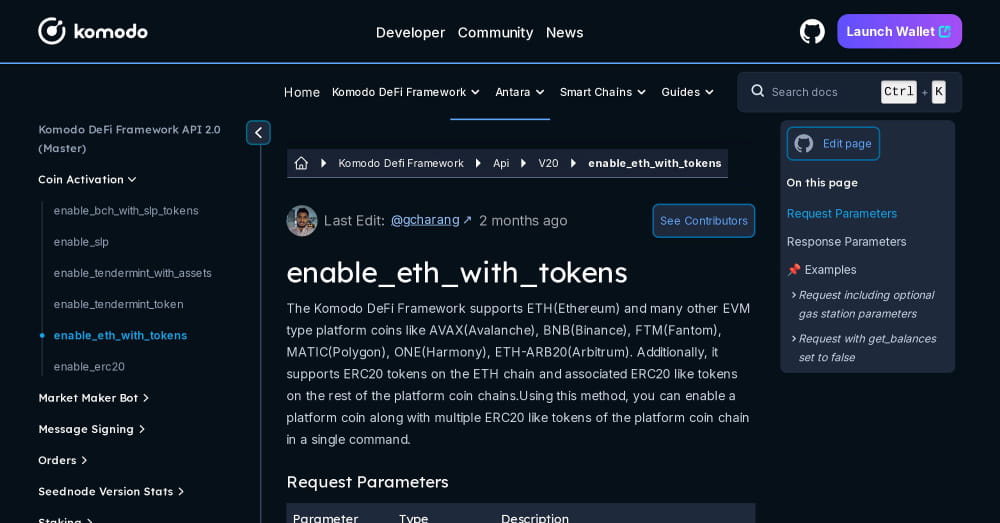 komodo
Developer Community News
Launch Wallet
Home Komodo DeFi Framework Antara Smart Chains Guides
Search docs Ctrl + K
Komodo DeFi Framework API 2.0
(Master)
Coin Activation
enable_bch_with_slp_tokens
enable_slp
enable_tendermint_with_assets
enable_tendermint_token
enable_eth_with_tokens
enable_erc20
Market Maker Bot
Message Signing
Orders
Seednode Version Stats
Staking
Komodo Defi Framework Api V20 enable_eth_with_tokens
Last Edit: @gcharang ↗ 2 months ago
See Contributors
enable_eth_with_tokens
The Komodo DeFi Framework supports ETH(Ethereum) and many other EVM
type platform coins like AVAX(Avalanche), BNB(Binance), FTM(Fantom),
MATIC(Polygon), ONE(Harmony), ETH-ARB20(Arbitrum). Additionally, it
supports ERC20 tokens on the ETH chain and associated ERC20 like tokens
on the rest of the platform coin chains.Using this method, you can enable a
platform coin along with multiple ERC20 like tokens of the platform coin chain
in a single command.
Request Parameters
Parameter Type Description
Edit page
On this page
Request Parameters
Response Parameters
📌 Examples
Request including optional
gas station parameters
Request with get_balances
set to false